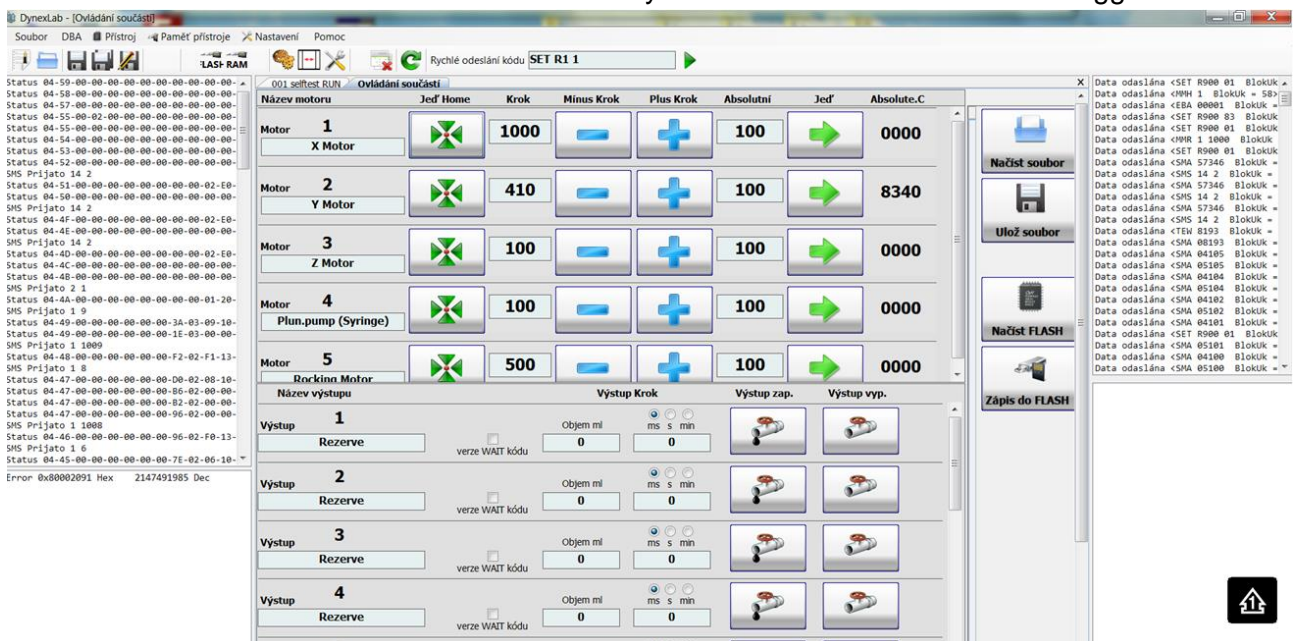 DynexLab - [Ovládání součástí]
Soubor DBA Přístroj Paměť přístroje Nastavení Pomoc
FLASH RAM Rychlé odeslání kódu SET R1 1
Status 04-59-00-00-00-00-00-00-00-
Status 04-58-00-00-00-00-00-00-00-00-
Status 04-57-00-00-00-00-00-00-00-00-
Status 04-55-00-02-00-00-00-00-00-00-
Status 04-55-00-00-00-00-00-00-00-00-
Status 04-54-00-00-00-00-00-00-00-00-
Status 04-53-00-00-00-00-00-00-00-00-
Status 04-52-00-00-00-00-00-00-00-00-
SMS Prijato 14 2
Status 04-51-00-00-00-00-00-00-02-E0-
Status 04-50-00-00-00-00-00-00-00-00-
SMS Prijato 14 2
Status 04-4F-00-00-00-00-00-00-02-E0-
Status 04-4E-00-00-00-00-00-00-00-00-
SMS Prijato 14 2
Status 04-4D-00-00-00-00-00-00-02-E0-
Status 04-4C-00-00-00-00-00-00-00-00-
Status 04-4B-00-00-00-00-00-00-00-00-
SMS Prijato 2 1
Status 04-4A-00-00-00-00-00-00-01-20-
SMS Prijato 1 9
Status 04-49-00-00-00-00-00-3A-03-09-10-
Status 04-49-00-00-00-00-00-1E-03-00-00-
SMS Prijato 1 1009
Status 04-48-00-00-00-00-00-F2-02-F1-13-
SMS Prijato 1 8
Status 04-47-00-00-00-00-00-D0-02-08-10-
Status 04-47-00-00-00-00-00-B6-02-00-00-
Status 04-47-00-00-00-00-00-B2-02-00-00-
Status 04-47-00-00-00-00-00-96-02-00-00-
SMS Prijato 1 1008
Status 04-46-00-00-00-00-00-96-02-F0-13-
SMS Prijato 1 6
Status 04-45-00-00-00-00-00-7E-02-06-10-
Error 0x80002091 Hex 2147491985 Dec
001 selftest RUN Ovládání součástí X
Název motoru Jeď Home Krok Mínus Krok Plus Krok Absolutní Jeď Absolute.C
Motor 1 1000 100 0000
X Motor
Motor 2 410 100 8340
Y Motor
Motor 3 100 100 0000
Z Motor
Motor 4 100 100 0000
Plun.pump (Syringe)
Motor 5 500 100 0000
Rocking Motor
Název výstupu Výstup Krok Výstup zap. Výstup vyp.
Výstup 1 Objem ml ms s min
Rezerve verze WAIT kódu 0 0
Výstup 2 Objem ml ms s min
Rezerve verze WAIT kódu 0 0
Výstup 3 Objem ml ms s min
Rezerve verze WAIT kódu 0 0
Výstup 4 Objem ml ms s min
Rezerve verze WAIT kódu 0 0
Načíst soubor
Ulož soubor
Načíst FLASH
Zápis do FLASH
Data odaslána <SET R900 01 BlokUk
Data odaslána <MMH 1 BlokUk = 58>
Data odaslána <EBA 00001 BlokUk =
Data odaslána <SET R900 83 BlokUk
Data odaslána <SET R900 01 BlokUk
Data odaslána <MMR 1 1000 BlokUk
Data odaslána <SET R900 01 BlokUk
Data odaslána <SMA 57346 BlokUk =
Data odaslána <SMS 14 2 BlokUk =
Data odaslána <SMA 57346 BlokUk =
Data odaslána <SMS 14 2 BlokUk =
Data odaslána <SMA 57346 BlokUk =
Data odaslána <SMS 14 2 BlokUk =
Data odaslána <TEW 8193 BlokUk =
Data odaslána <SMA 08193 BlokUk =
Data odaslána <SMA 04105 BlokUk =
Data odaslána <SMA 05105 BlokUk =
Data odaslána <SMA 04104 BlokUk =
Data odaslána <SMA 05104 BlokUk =
Data odaslána <SMA 04102 BlokUk =
Data odaslána <SMA 05102 BlokUk =
Data odaslána <SMA 04101 BlokUk =
Data odaslána <SET R900 01 BlokUk
Data odaslána <SMA 05101 BlokUk =
Data odaslána <SMA 04100 BlokUk =
Data odaslána <SMA 05100 BlokUk =